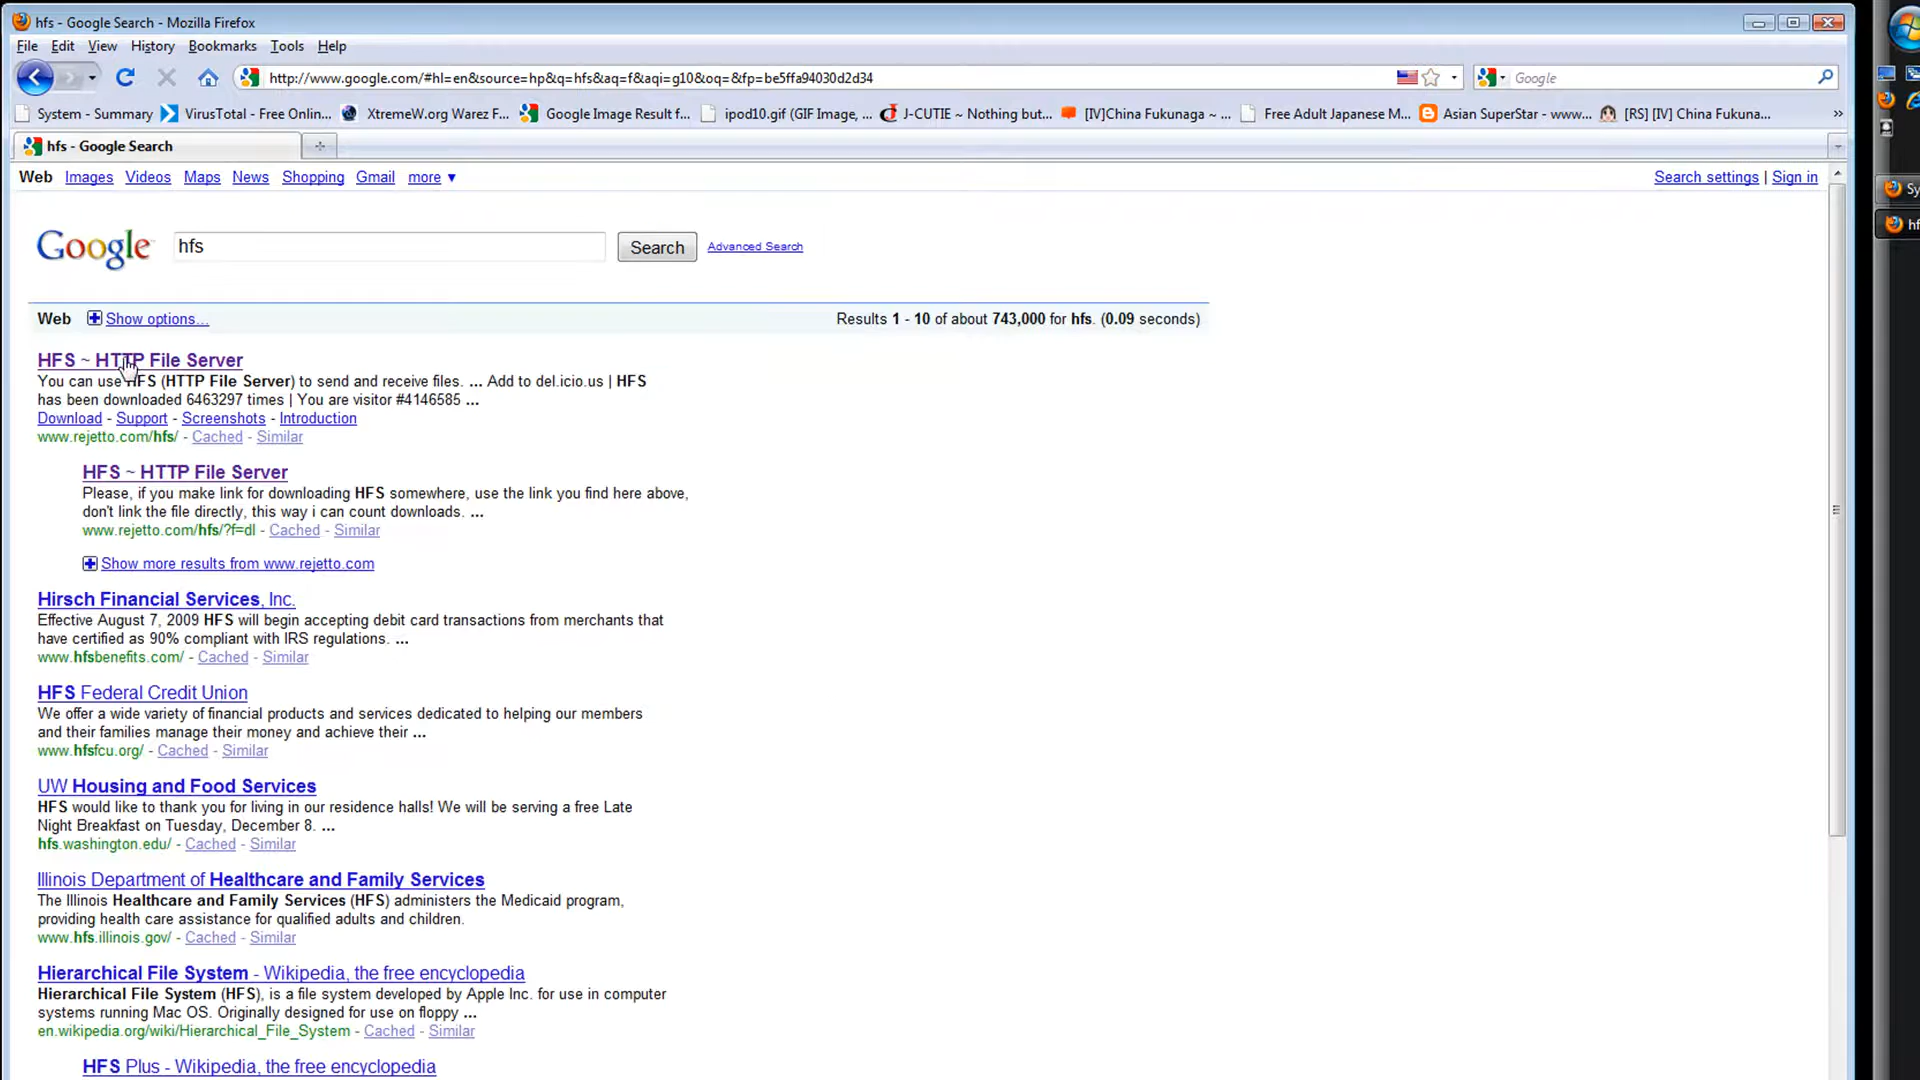 hfs - Google Search - Mozilla Firefox
File Edit View History Bookmarks Tools Help
http://www.google.com/#hl=en&source=hp&q=hfs&aq=f&aqi=g10&oq=&fp=be5ffa94030d2d34
Google
System - Summary VirusTotal - Free Onlin... XtremeW.org Warez F... Google Image Result f... ipod10.gif (GIF Image, ... J-CUTIE ~ Nothing but... [IV]China Fukunaga ~ ... Free Adult Japanese M... Asian SuperStar - www... [RS] [IV] China Fukuna... »
hfs - Google Search
Web Images Videos Maps News Shopping Gmail more ▼
Search settings | Sign in
Google hfs Search Advanced Search
Web Show options...
Results 1 - 10 of about 743,000 for hfs. (0.09 seconds)
HFS ~ HTTP File Server
You can use HFS (HTTP File Server) to send and receive files. ... Add to del.icio.us | HFS
has been downloaded 6463297 times | You are visitor #4146585 ...
Download - Support - Screenshots - Introduction
www.rejetto.com/hfs/ - Cached - Similar
HFS ~ HTTP File Server
Please, if you make link for downloading HFS somewhere, use the link you find here above,
don't link the file directly, this way i can count downloads. ...
www.rejetto.com/hfs/?f=dl - Cached - Similar
Show more results from www.rejetto.com
Hirsch Financial Services, Inc.
Effective August 7, 2009 HFS will begin accepting debit card transactions from merchants that
have certified as 90% compliant with IRS regulations. ...
www.hfsbenefits.com/ - Cached - Similar
HFS Federal Credit Union
We offer a wide variety of financial products and services dedicated to helping our members
and their families manage their money and achieve their ...
www.hfsfcu.org/ - Cached - Similar
UW Housing and Food Services
HFS would like to thank you for living in our residence halls! We will be serving a free Late
Night Breakfast on Tuesday, December 8. ...
hfs.washington.edu/ - Cached - Similar
Illinois Department of Healthcare and Family Services
The Illinois Healthcare and Family Services (HFS) administers the Medicaid program,
providing health care assistance for qualified adults and children.
www.hfs.illinois.gov/ - Cached - Similar
Hierarchical File System - Wikipedia, the free encyclopedia
Hierarchical File System (HFS), is a file system developed by Apple Inc. for use in computer
systems running Mac OS. Originally designed for use on floppy ...
en.wikipedia.org/wiki/Hierarchical_File_System - Cached - Similar
HFS Plus - Wikipedia, the free encyclopedia
Sy
hf